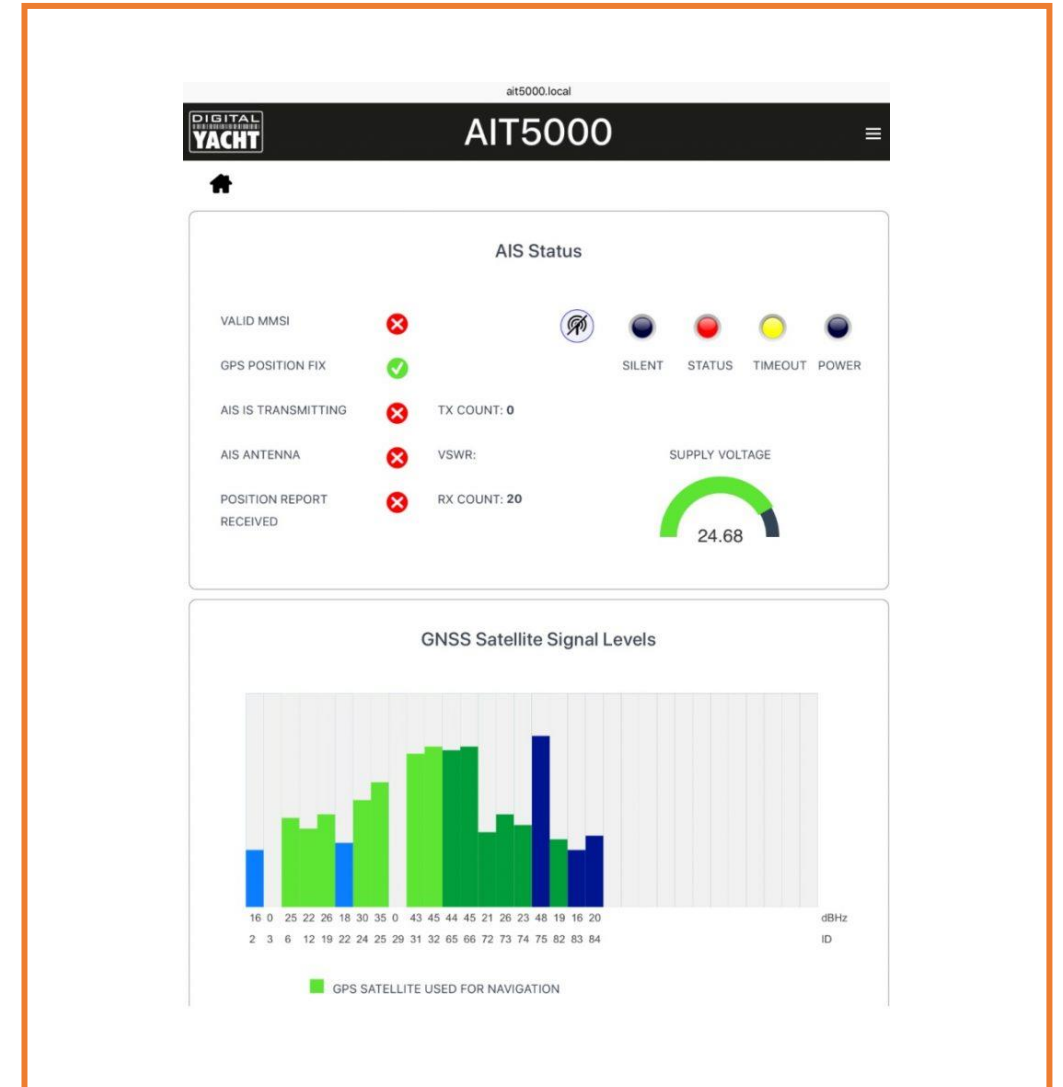 ait5000.local
DIGITAL
YACHT
AIT5000
AIS Status
VALID MMSI
GPS POSITION FIX
SILENT STATUS TIMEOUT POWER
AIS IS TRANSMITTING TX COUNT: 0
AIS ANTENNA VSWR: SUPPLY VOLTAGE
POSITION REPORT RX COUNT: 20
RECEIVED
24.68
GNSS Satellite Signal Levels
16 0 25 22 26 18 30 35 0 43 45 44 45 21 26 23 48 19 16 20 dBHz
2 3 6 12 19 22 24 25 29 31 32 65 66 72 73 74 75 82 83 84 ID
GPS SATELLITE USED FOR NAVIGATION